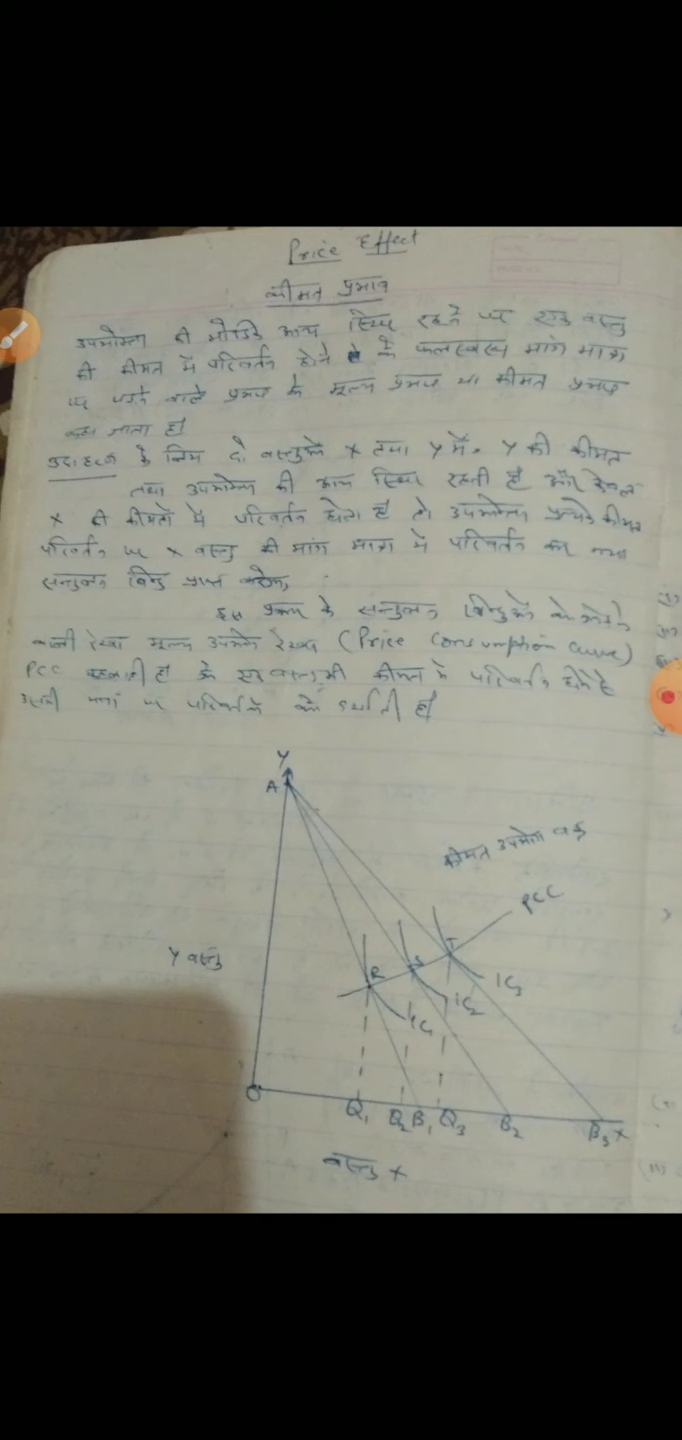 Price Effect
कीमत प्रभाव
उपभोक्ता की मौद्रिक आय स्थिर रहने पर एक वस्तु
की कीमत में परिवर्तन होने के फलस्वरूप मांग मात्रा
पर पड़ने वाले प्रभाव के मूल्य प्रभाव या कीमत प्रभाव
कहा जाता है।
उदाहरण के लिए दो वस्तुओं X तथा Y में Y की कीमत
तथा उपभोक्ता की आय स्थिर रहती है और केवल
X की कीमतों में परिवर्तन होता है तो उपभोक्ता प्रत्येक कीमत
परिवर्तन पर X वस्तु की मांग मात्रा में परिवर्तन कर नया
सन्तुलन बिन्दु प्राप्त करेगा
इस प्रकार के सन्तुलन बिन्दुओं को जोड़ने
वाली रेखा मूल्य उपभोग रेखा (Price Consumption Curve)
PCC कहलाती है जो एक वस्तु की कीमत में परिवर्तन होने से
उसकी पर परिवर्तन को दर्शाती है।
Y
A
कीमत उपभोग वक्र
PCC
Y वस्तु
R S T
IC1 IC2 IC3
O Q1 Q2 B1 Q3 B2 B3 X
वस्तु X